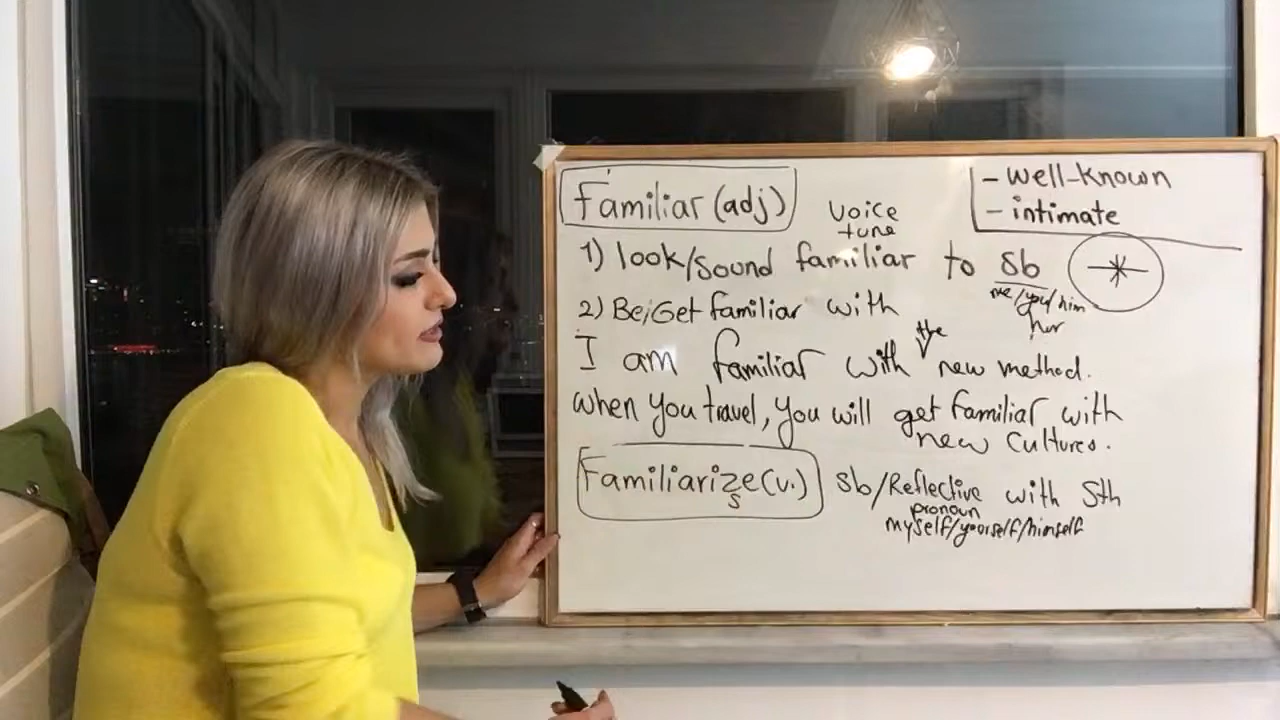 Familiar (adj)
- well-known
- intimate
voice
tune
1) look/sound familiar to sb
me/you/him
her
2) Be/Get familiar with
the
I am familiar with new method.
when you travel, you will get familiar with
new cultures.
Familiarize (v.) sb/Reflective with Sth
s
pronoun
myself/yourself/himself